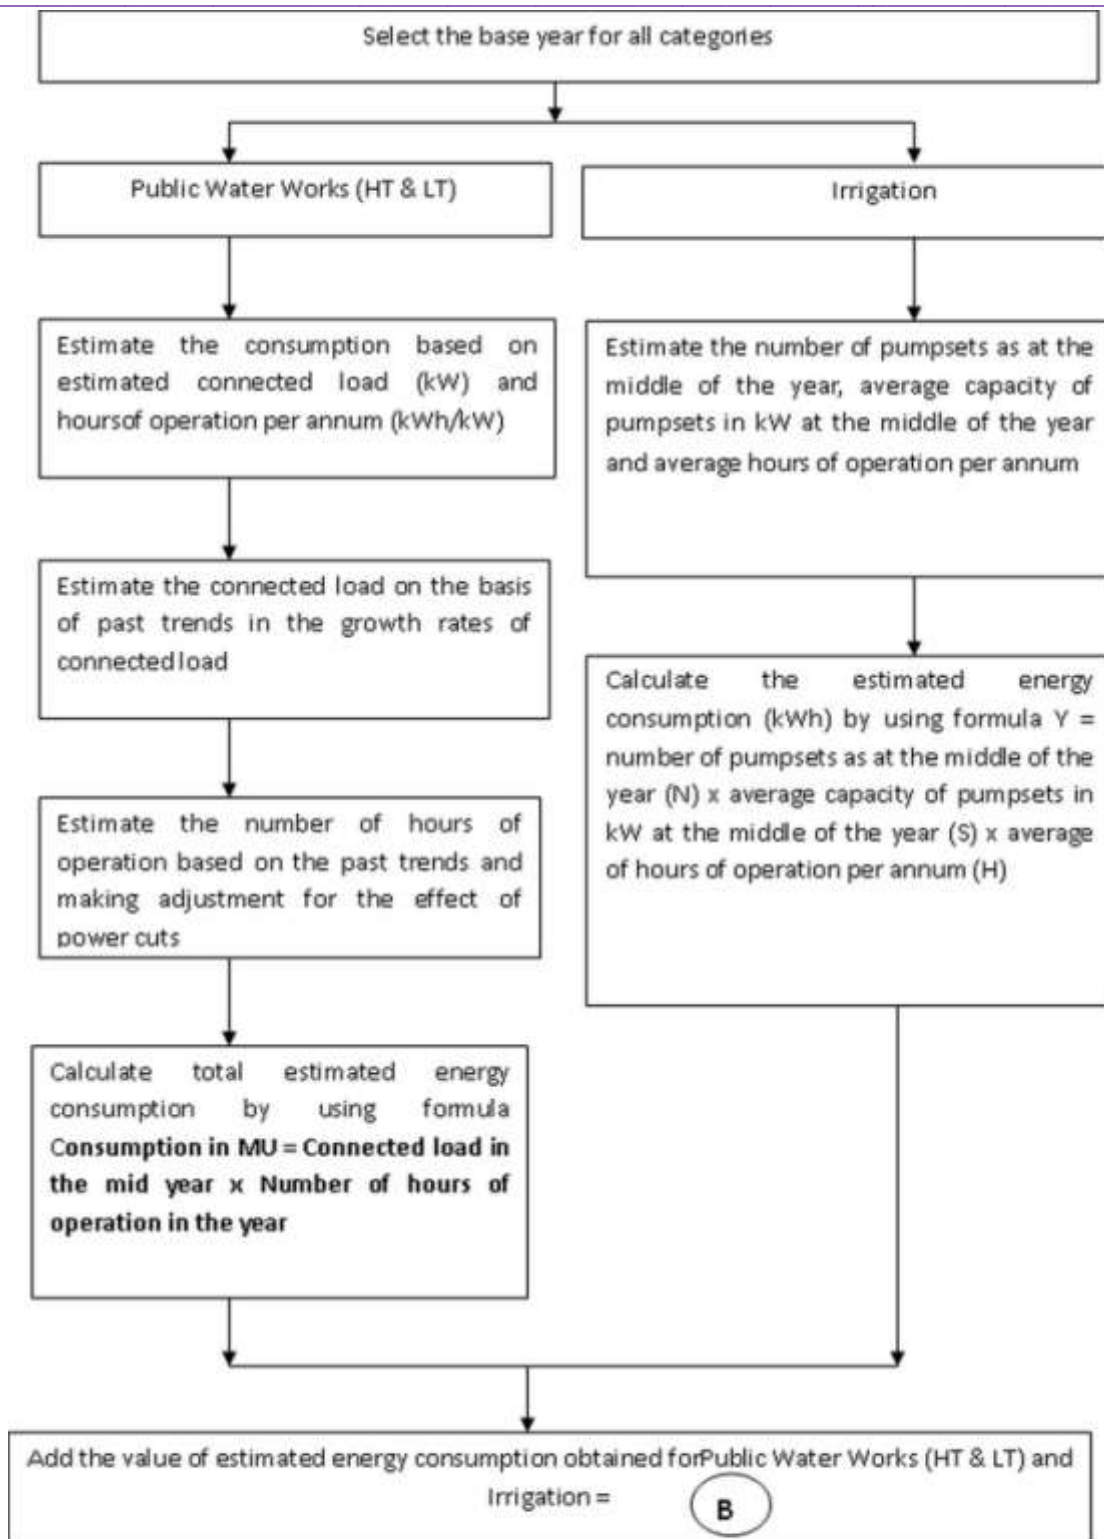 Select the base year for all categories
Public Water Works (HT & LT)
Irrigation
Estimate the consumption based on
estimated connected load (kW) and
hoursof operation per annum (kWh/kW)
Estimate the number of pumpsets as at the
middle of the year, average capacity of
pumpsets in kW at the middle of the year
and average hours of operation per annum
Estimate the connected load on the basis
of past trends in the growth rates of
connected load
Calculate the estimated energy
consumption (kWh) by using formula Y =
number of pumpsets as at the middle of the
year (N) x average capacity of pumpsets in
kW at the middle of the year (S) x average
of hours of operation per annum (H)
Estimate the number of hours of
operation based on the past trends and
making adjustment for the effect of
power cuts
Calculate total estimated energy
consumption by using formula
Consumption in MU = Connected load in
the mid year x Number of hours of
operation in the year
Add the value of estimated energy consumption obtained forPublic Water Works (HT & LT) and
Irrigation =
B